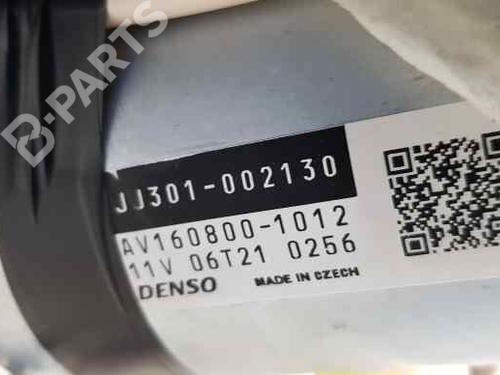 B-PARTS
JJ301-002130
AV160800-1012
11V 06T21 0256
DENSO MADE IN CZECH